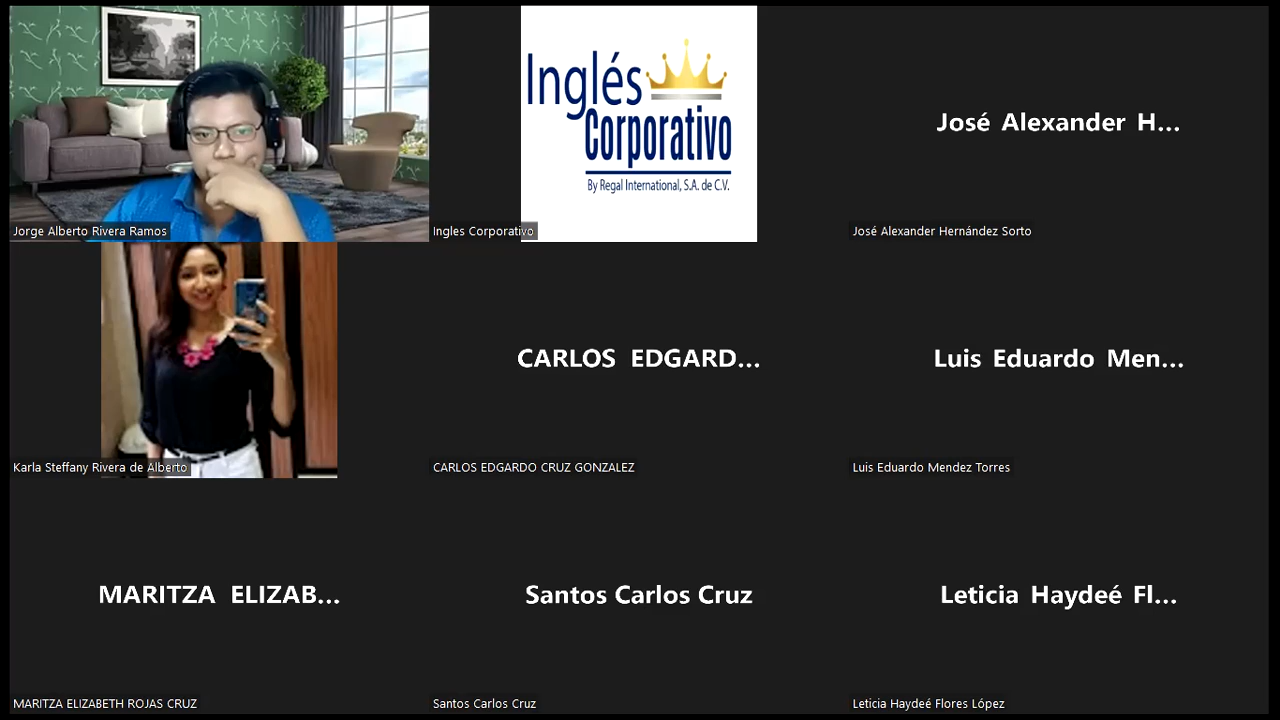 Inglés
Corporativo
By Regal International, S.A. de C.V.
José Alexander H...
Jorge Alberto Rivera Ramos
Ingles Corporativo
José Alexander Hernández Sorto
CARLOS EDGARD...
Luis Eduardo Men...
Karla Steffany Rivera de Alberto
CARLOS EDGARDO CRUZ GONZALEZ
Luis Eduardo Mendez Torres
MARITZA ELIZAB...
Santos Carlos Cruz
Leticia Haydeé Fl...
MARITZA ELIZABETH ROJAS CRUZ
Santos Carlos Cruz
Leticia Haydeé Flores López